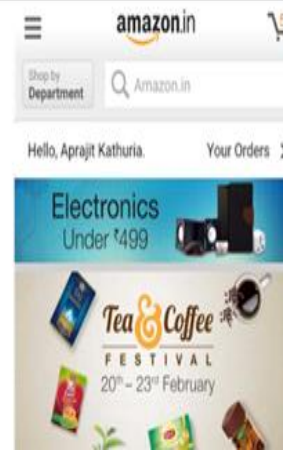 amazon.in
Shop by
Department
Amazon.in
Hello, Aprajit Kathuria.
Your Orders
Electronics
Under ₹499
Tea & Coffee
FESTIVAL
20th – 23rd February